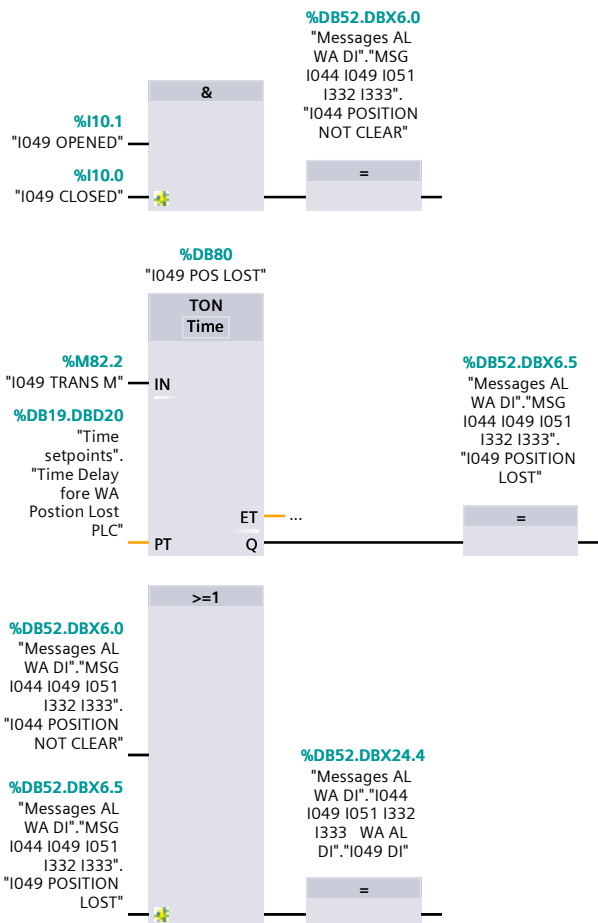 %DB52.DBX6.0
"Messages AL
WA DI"."MSG
I044 I049 I051
I332 I333".
"I044 POSITION
NOT CLEAR"
&
%I10.1
"I049 OPENED"
%I10.0
"I049 CLOSED"
=
%DB80
"I049 POS LOST"
TON
Time
%M82.2
"I049 TRANS M"
IN
%DB19.DBD20
"Time
setpoints".
"Time Delay
fore WA
Postion Lost
PLC"
PT
ET
...
Q
%DB52.DBX6.5
"Messages AL
WA DI"."MSG
I044 I049 I051
I332 I333".
"I049 POSITION
LOST"
=
>=1
%DB52.DBX6.0
"Messages AL
WA DI"."MSG
I044 I049 I051
I332 I333".
"I044 POSITION
NOT CLEAR"
%DB52.DBX6.5
"Messages AL
WA DI"."MSG
I044 I049 I051
I332 I333".
"I049 POSITION
LOST"
%DB52.DBX24.4
"Messages AL
WA DI"."I044
I049 I051 I332
I333   WA AL
DI"."I049 DI"
=